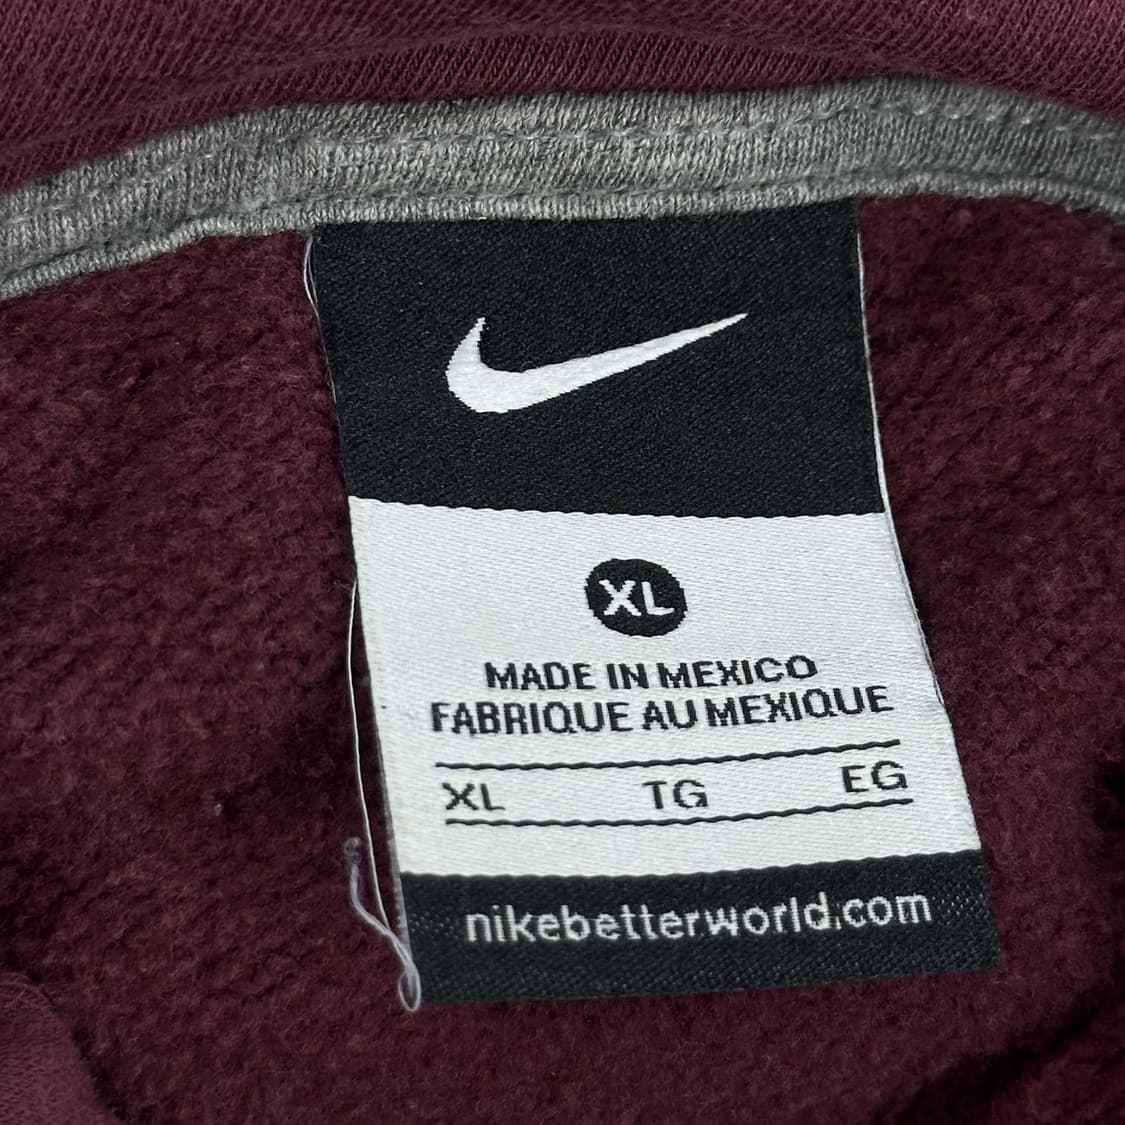 XL
MADE IN MEXICO
FABRIQUE AU MEXIQUE
XL TG EG
nikebetterworld.com